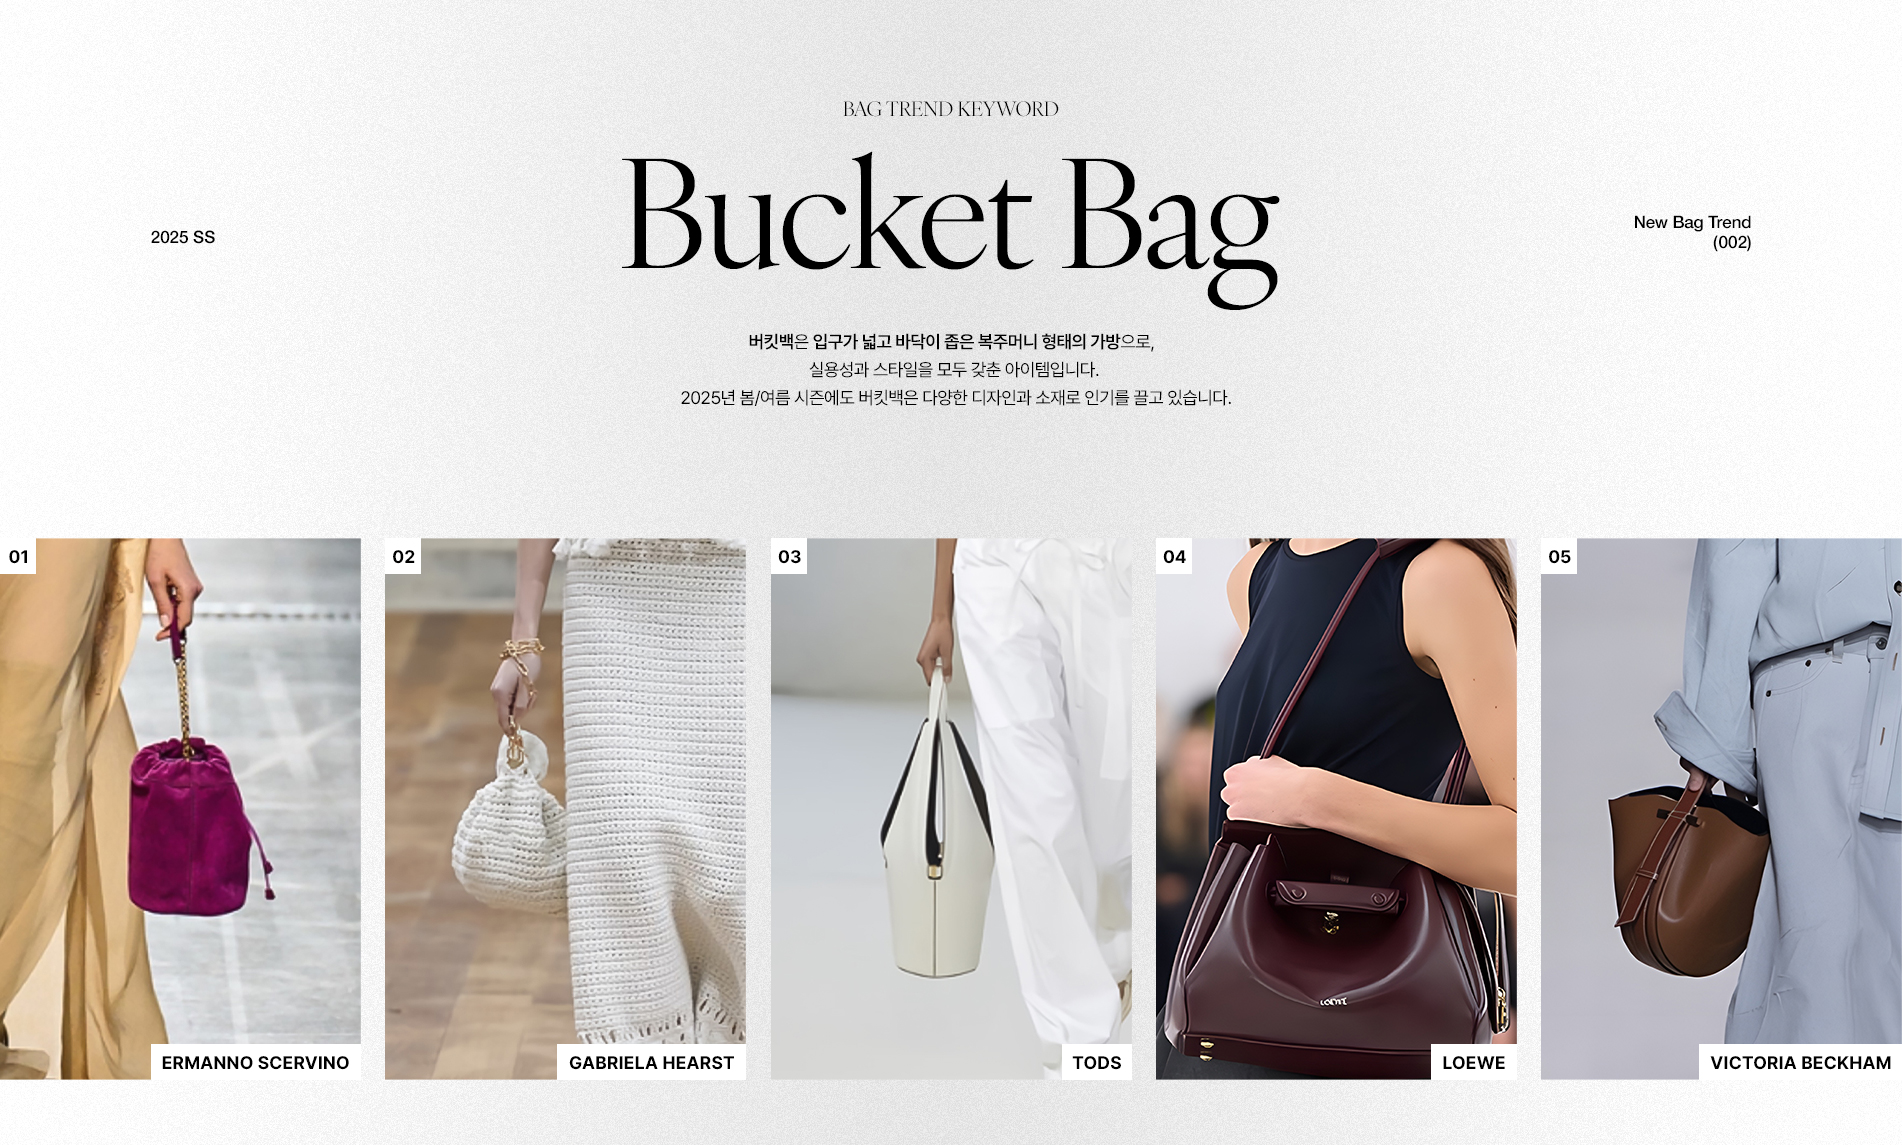 BAG TREND KEYWORD
Bucket Bag
2025 SS
New Bag Trend
(002)
버킷백은 입구가 넓고 바닥이 좁은 복주머니 형태의 가방으로,
실용성과 스타일을 모두 갖춘 아이템입니다.
2025년 봄/여름 시즌에도 버킷백은 다양한 디자인과 소재로 인기를 끌고 있습니다.
01
ERMANNO SCERVINO
02
GABRIELA HEARST
03
TODS
04
LOEWE
05
VICTORIA BECKHAM